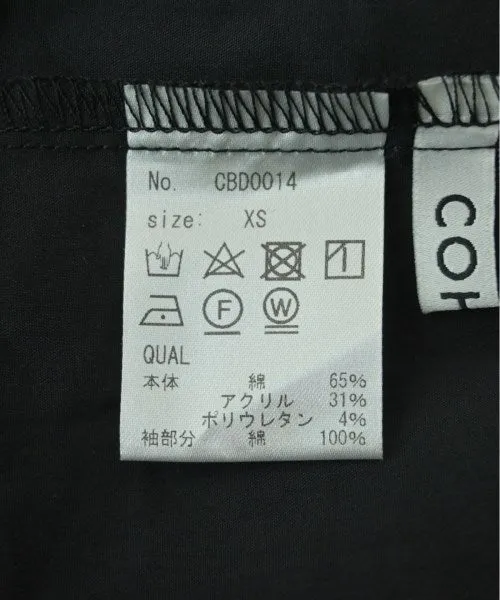 No. CBD0014
size: XS
F W
QUAL
本体 綿 65%
アクリル 31%
ポリウレタン 4%
袖部分 綿 100%
COH